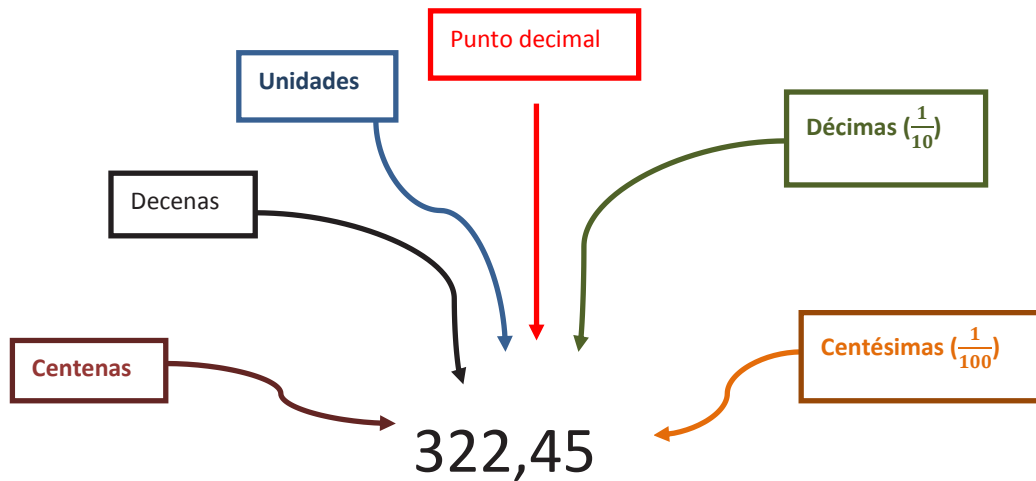 Punto decimal
Unidades
Décimas (1/10)
Decenas
Centenas
Centésimas (1/100)
322,45